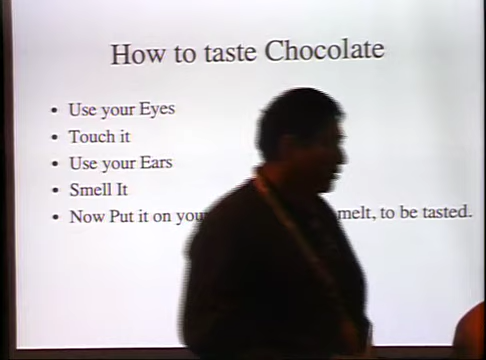 How to taste Chocolate
• Use your Eyes
• Touch it
• Use your Ears
• Smell It
• Now Put it on melt, to be tasted.